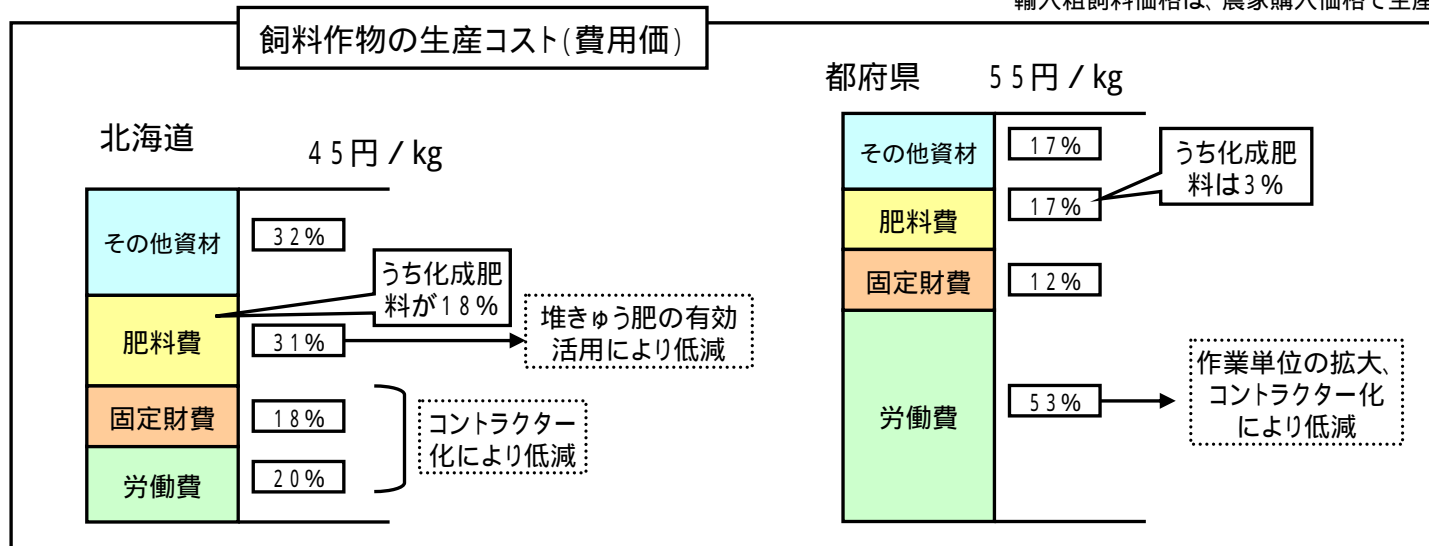 輸入粗飼料価格は、農家購入価格で生産
飼料作物の生産コスト(費用価)
北海道
45円/kg
その他資材
32%
うち化成肥
料が18%
肥料費
31%
堆きゅう肥の有効
活用により低減
固定財費
18%
コントラクター
化により低減
労働費
20%
都府県
55円/kg
その他資材
17%
うち化成肥
料は3%
肥料費
17%
固定財費
12%
労働費
53%
作業単位の拡大、
コントラクター化
により低減